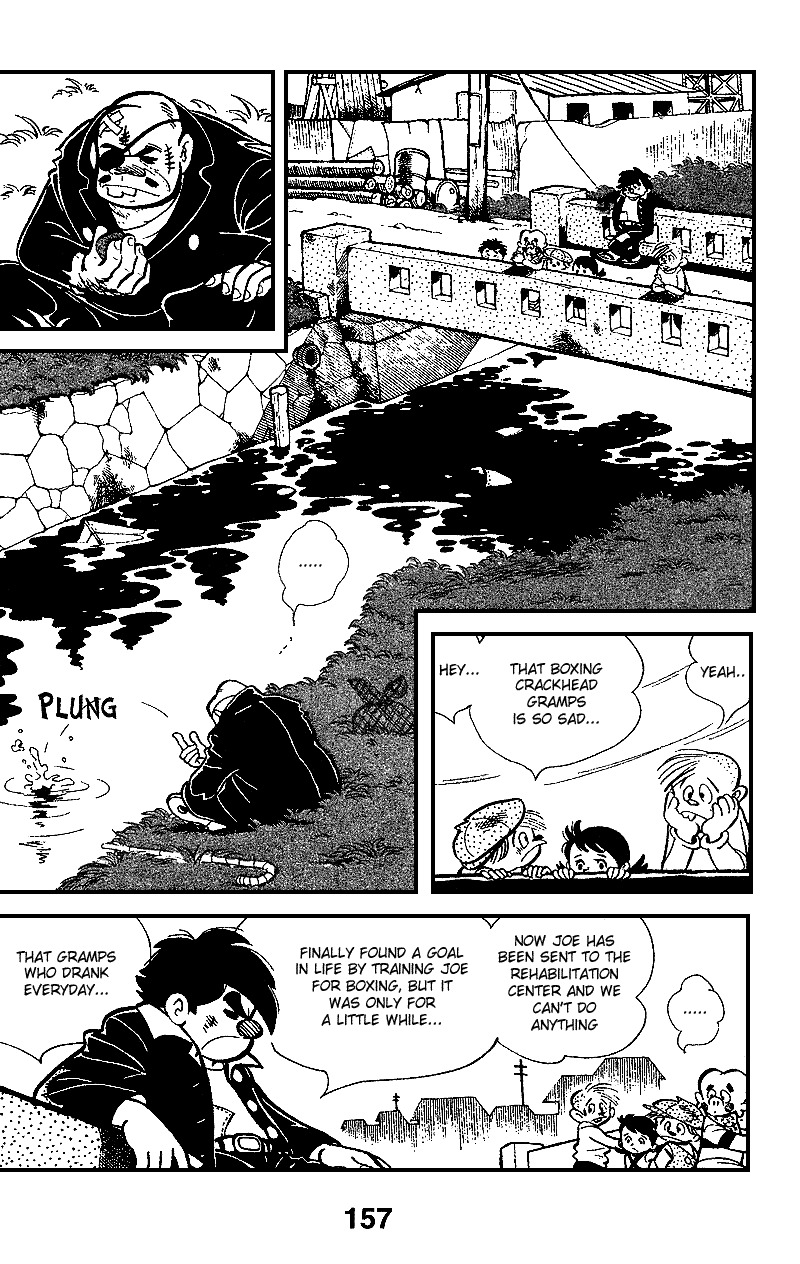 .....
PLUNG
HEY...
THAT BOXING
CRACKHEAD
GRAMPS
IS SO SAD...
YEAH..
THAT GRAMPS
WHO DRANK
EVERYDAY...
FINALLY FOUND A GOAL
IN LIFE BY TRAINING JOE
FOR BOXING, BUT IT
WAS ONLY FOR
A LITTLE WHILE...
NOW JOE HAS
BEEN SENT TO THE
REHABILITATION
CENTER AND WE
CAN'T DO
ANYTHING
.....
157